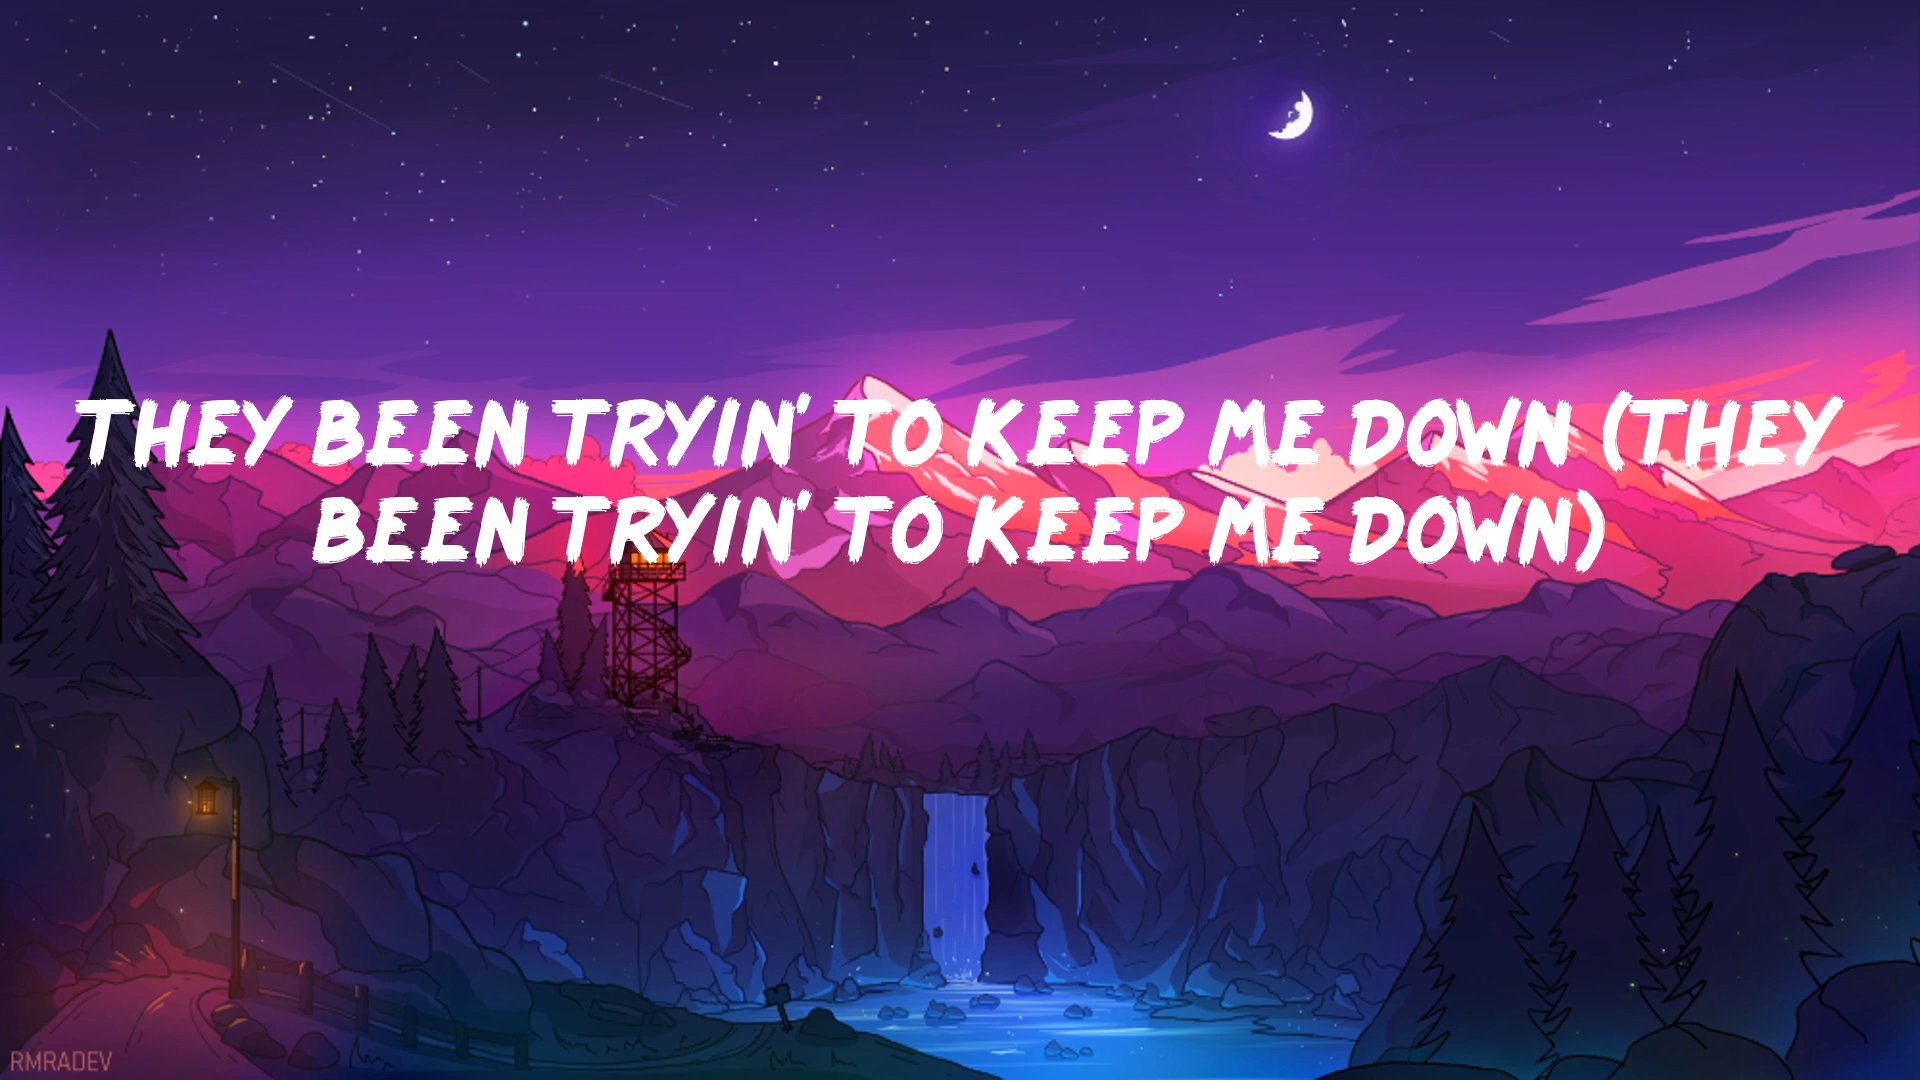 THEY BEEN TRYIN' TO KEEP ME DOWN (THEY
BEEN TRYIN' TO KEEP ME DOWN)
RMRADEV